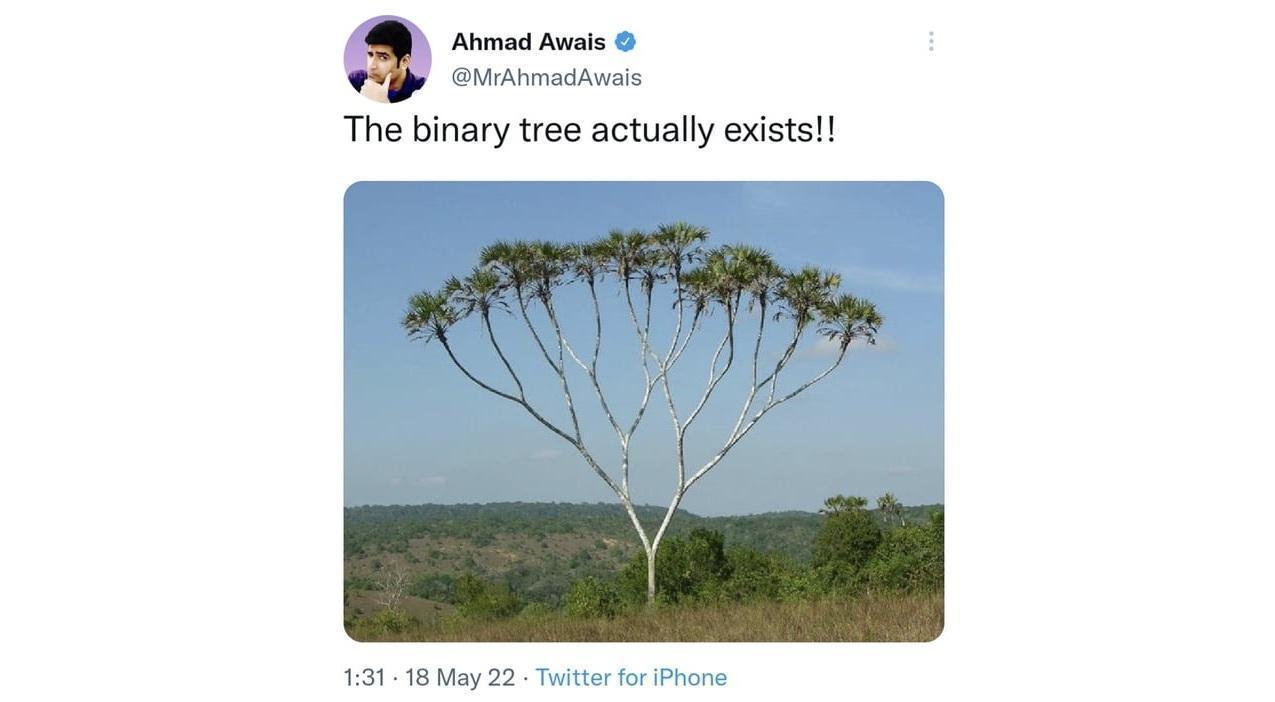 Ahmad Awais
@MrAhmadAwais
The binary tree actually exists!!
1:31 · 18 May 22 · Twitter for iPhone